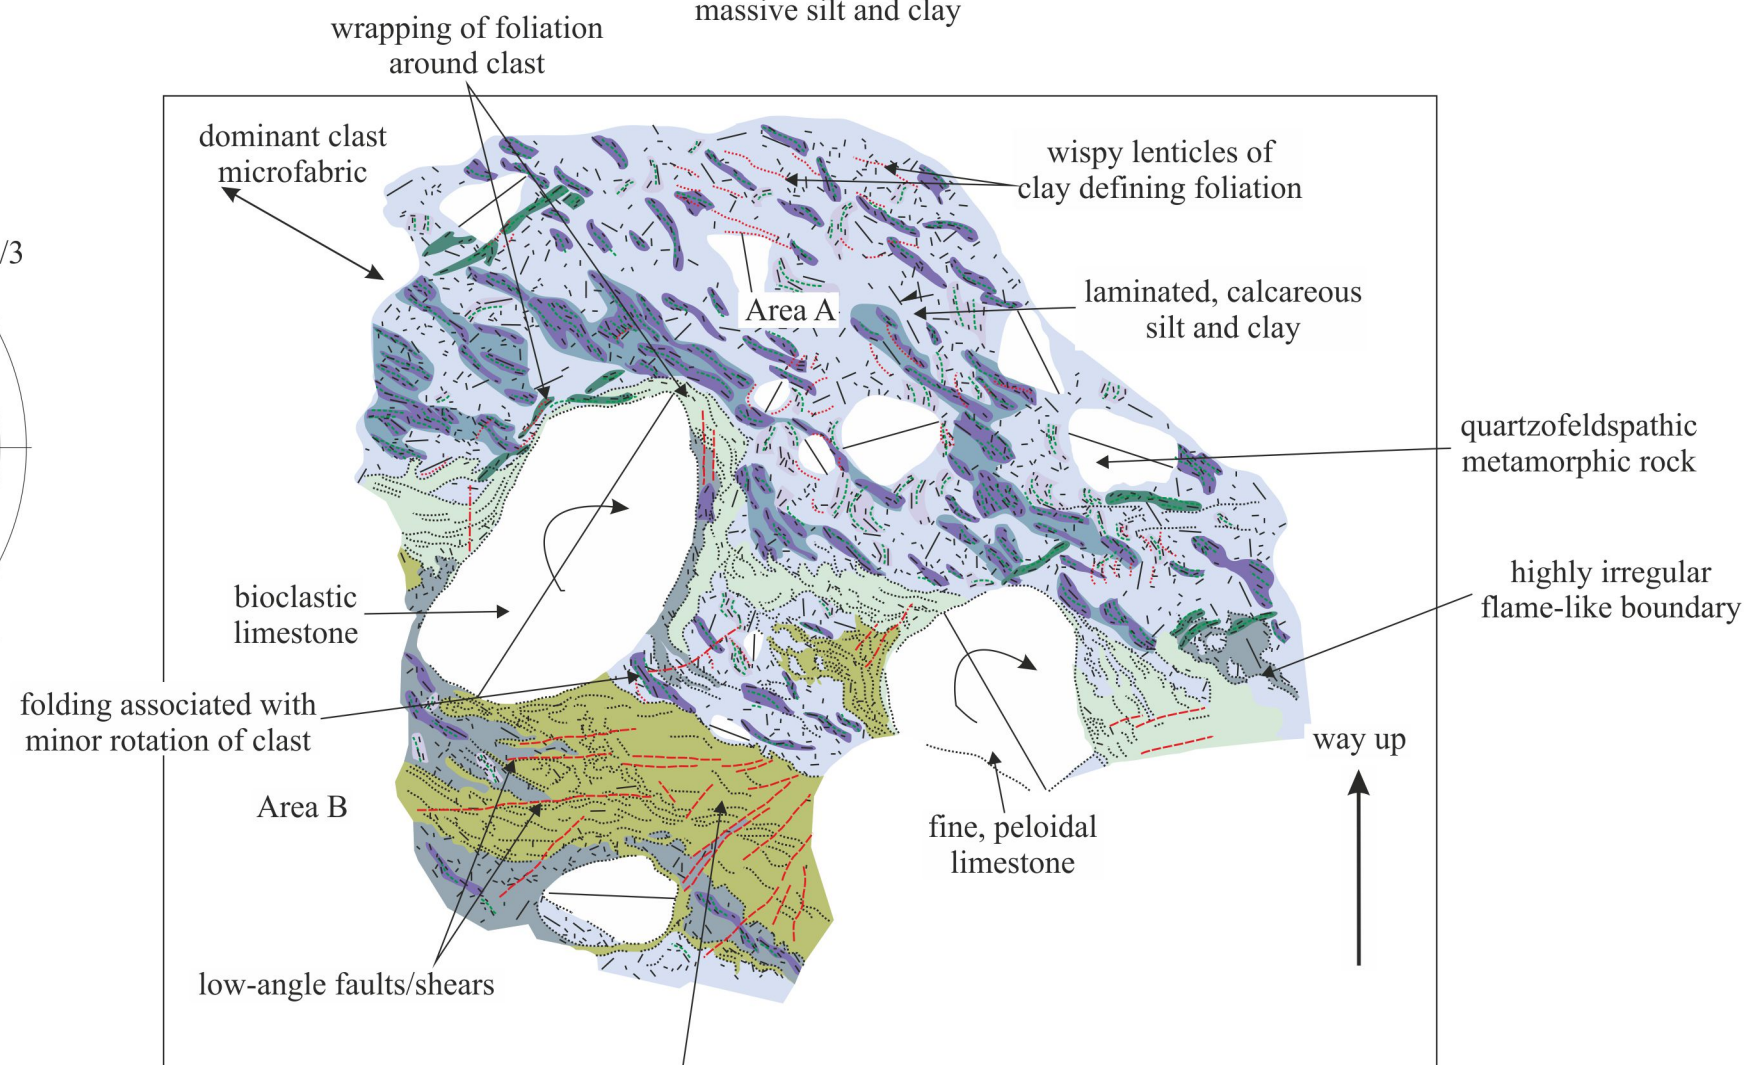 massive silt and clay
wrapping of foliation
around clast
dominant clast
microfabric
wispy lenticles of
clay defining foliation
/3
Area A
laminated, calcareous
silt and clay
quartzofeldspathic
metamorphic rock
highly irregular
flame-like boundary
bioclastic
limestone
folding associated with
minor rotation of clast
way up
Area B
fine, peloidal
limestone
low-angle faults/shears